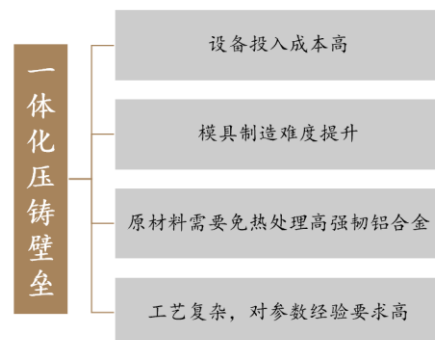 一体化压铸壁垒
设备投入成本高
模具制造难度提升
原材料需要免热处理高强韧铝合金
工艺复杂，对参数经验要求高